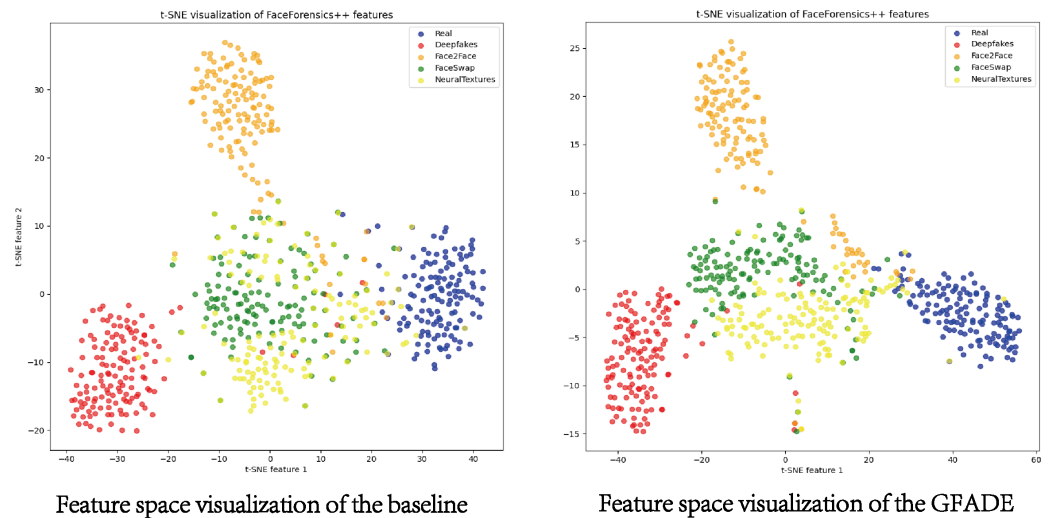 t-SNE visualization of FaceForensics++ features
Real
Deepfakes
Face2Face
FaceSwap
NeuralTextures
30
20
10
0
−10
−20
t-SNE feature 2
−40
−30
−20
−10
0
10
20
30
40
t-SNE feature 1
Feature space visualization of the baseline
t-SNE visualization of FaceForensics++ features
Real
Deepfakes
Face2Face
FaceSwap
NeuralTextures
25
20
15
10
5
0
−5
−10
−15
−40
−20
0
20
40
60
t-SNE feature 1
Feature space visualization of the GFADE